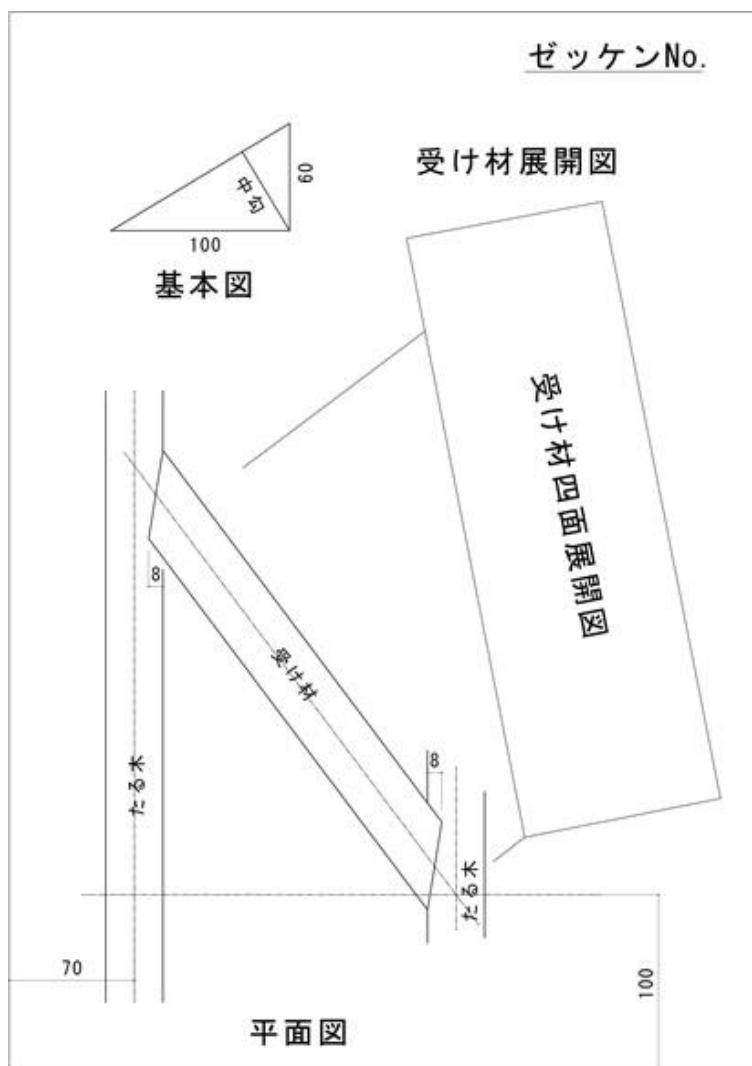 ゼッケンNo.
受け材展開図
中勾
60
100
基本図
受け材四面展開図
8
受け材
8
たる木
たる木
70
100
平面図